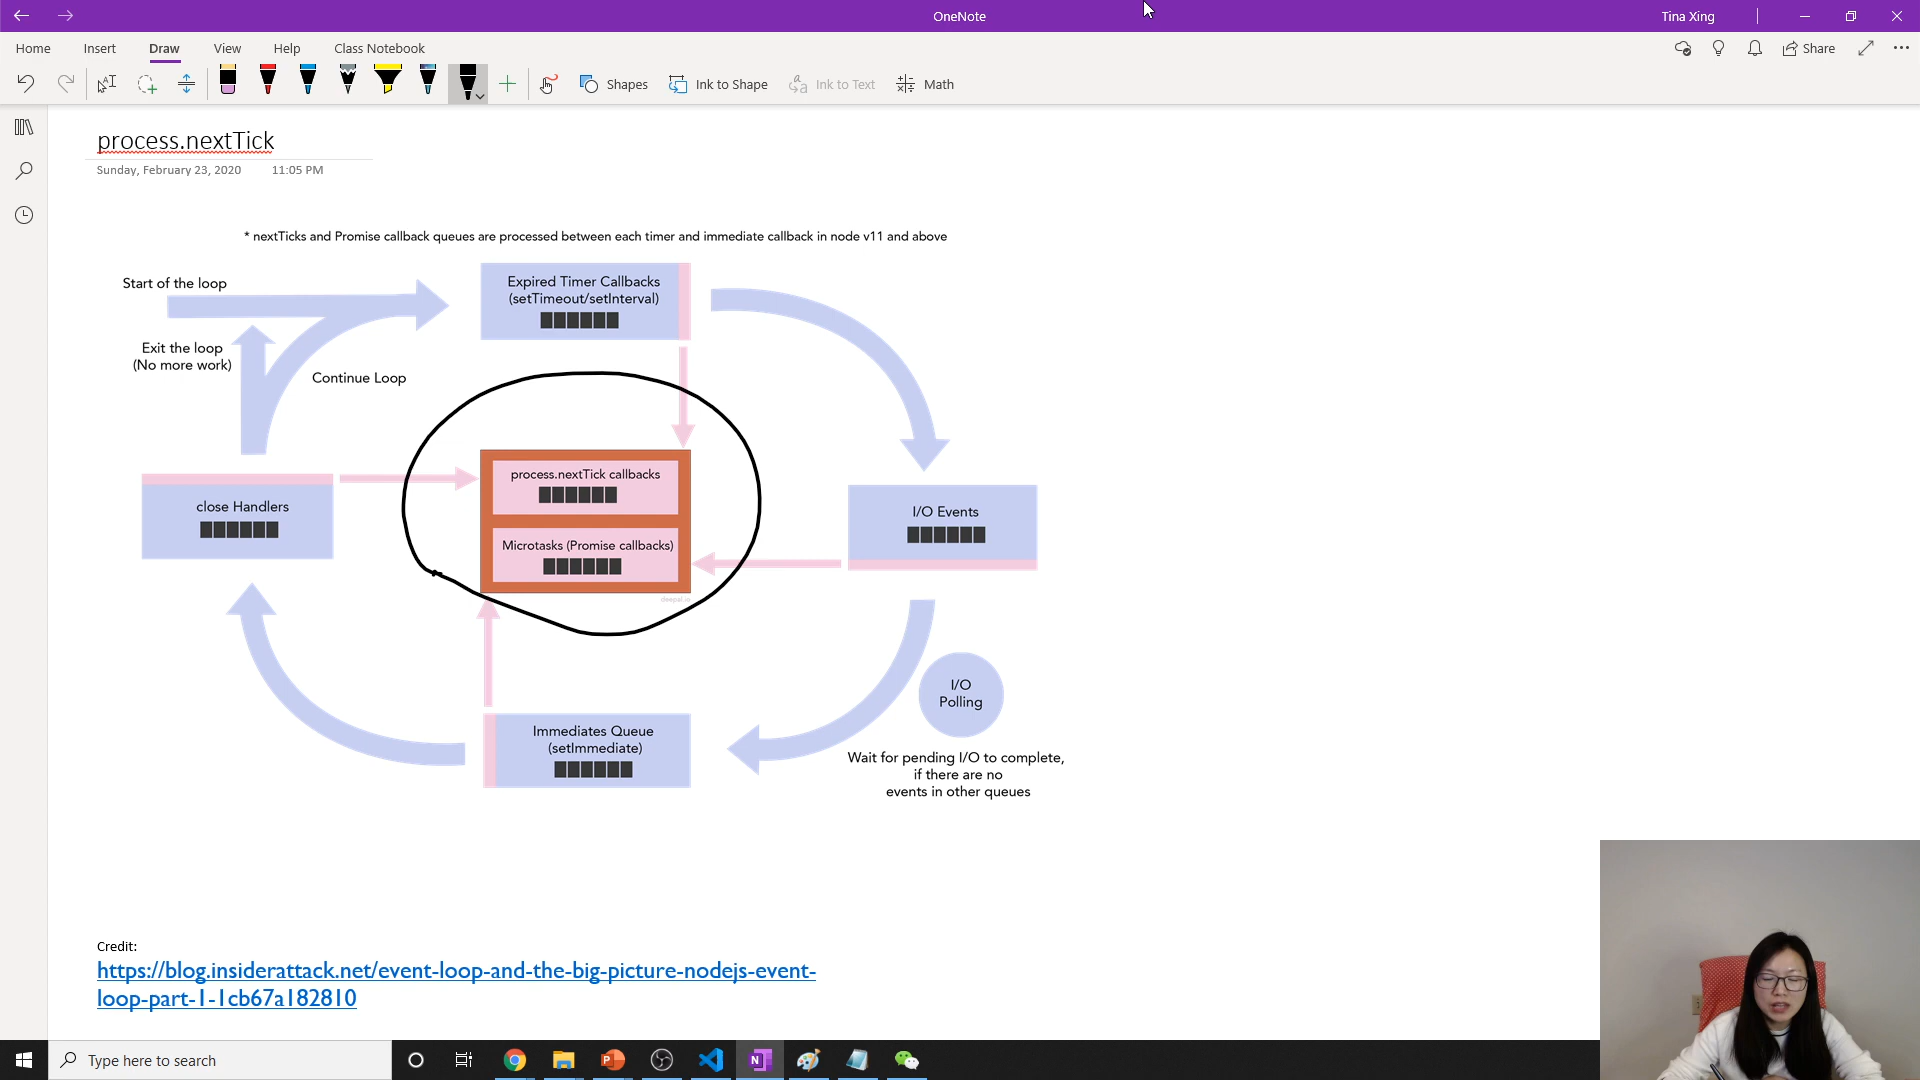 OneNote
Tina Xing
Home
Insert
Draw
View
Help
Class Notebook
Share
Shapes
Ink to Shape
Ink to Text
Math
process.nextTick
Sunday, February 23, 2020
11:05 PM
* nextTicks and Promise callback queues are processed between each timer and immediate callback in node v11 and above
Start of the loop
Expired Timer Callbacks
(setTimeout/setInterval)
Exit the loop
(No more work)
Continue Loop
process.nextTick callbacks
close Handlers
I/O Events
Microtasks (Promise callbacks)
deepal.io
I/O
Polling
Immediates Queue
(setImmediate)
Wait for pending I/O to complete,
if there are no
events in other queues
Credit:
https://blog.insiderattack.net/event-loop-and-the-big-picture-nodejs-event-
loop-part-1-1cb67a182810
Type here to search